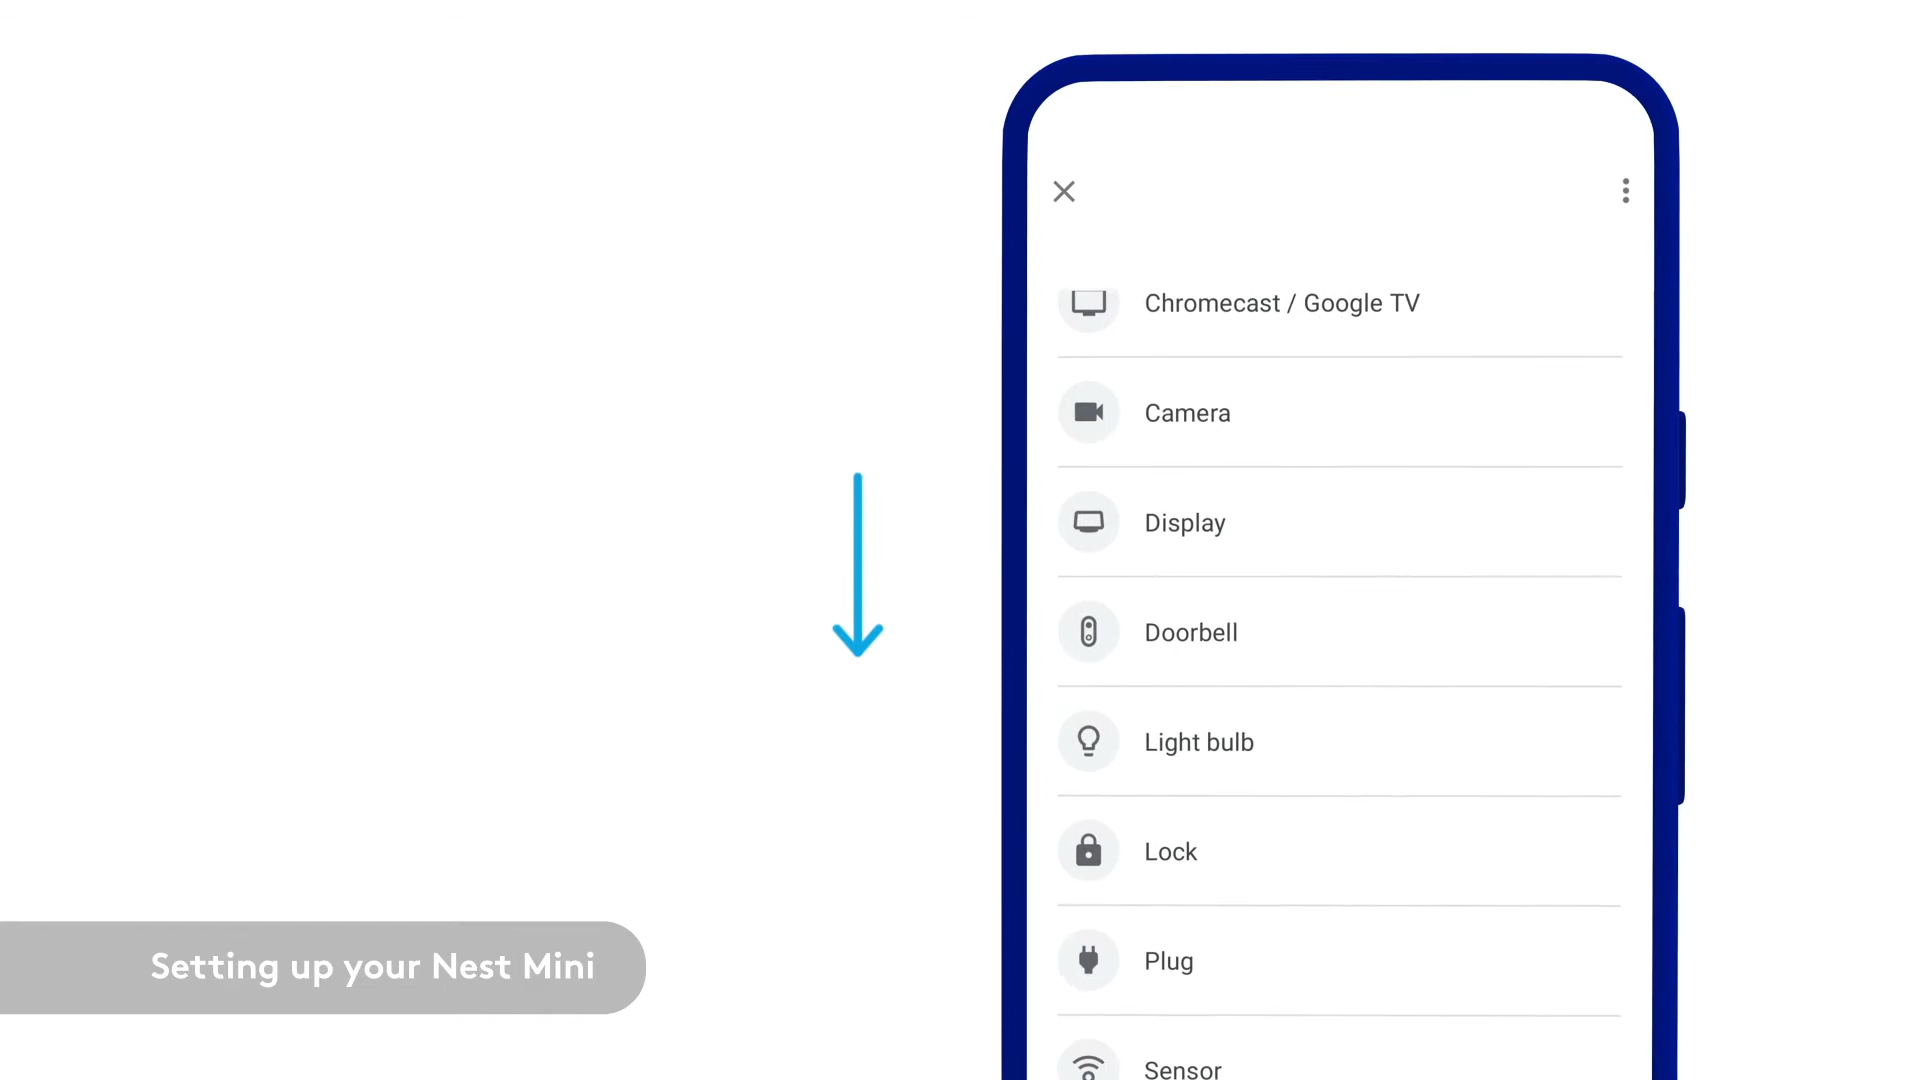 Chromecast / Google TV
Camera
Display
Doorbell
Light bulb
Lock
Plug
Sensor
Setting up your Nest Mini